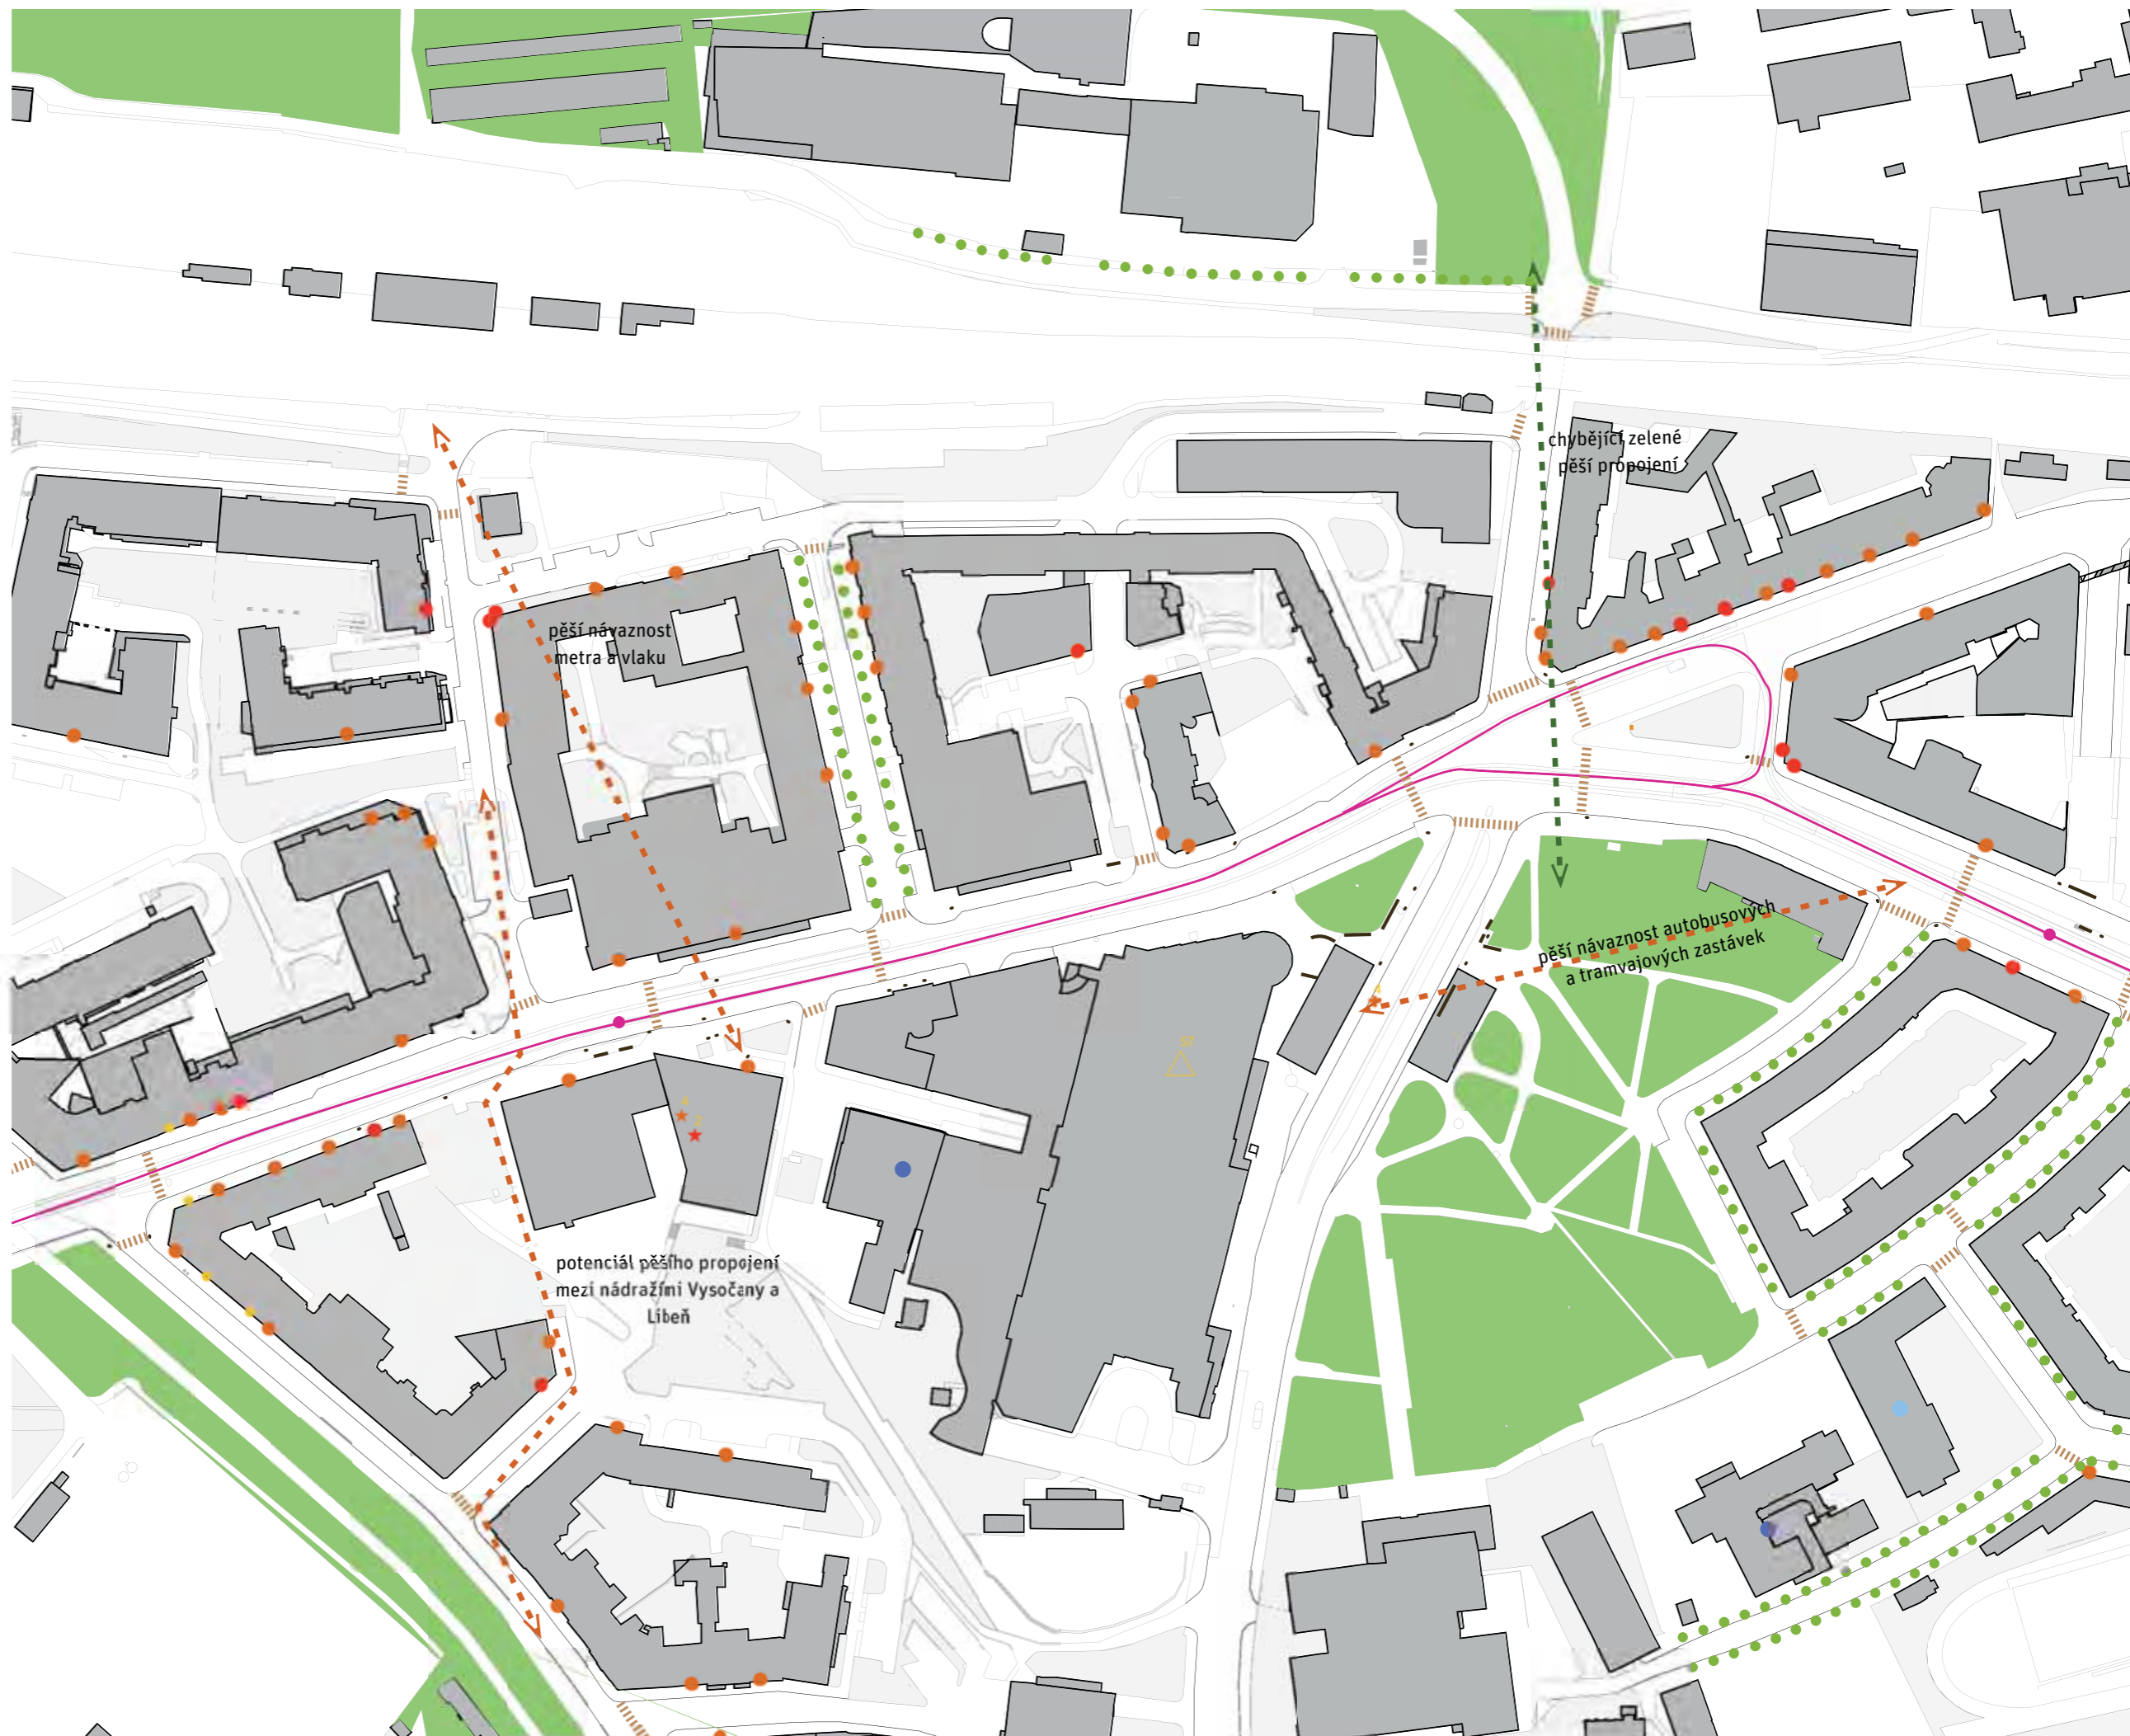 chybějící zelené
pěší propojení
pěší návaznost
metra a vlaku
pěší návaznost autobusových
a tramvajových zastávek
potenciál pěšího propojení
mezi nádražími Vysočany a
Libeň